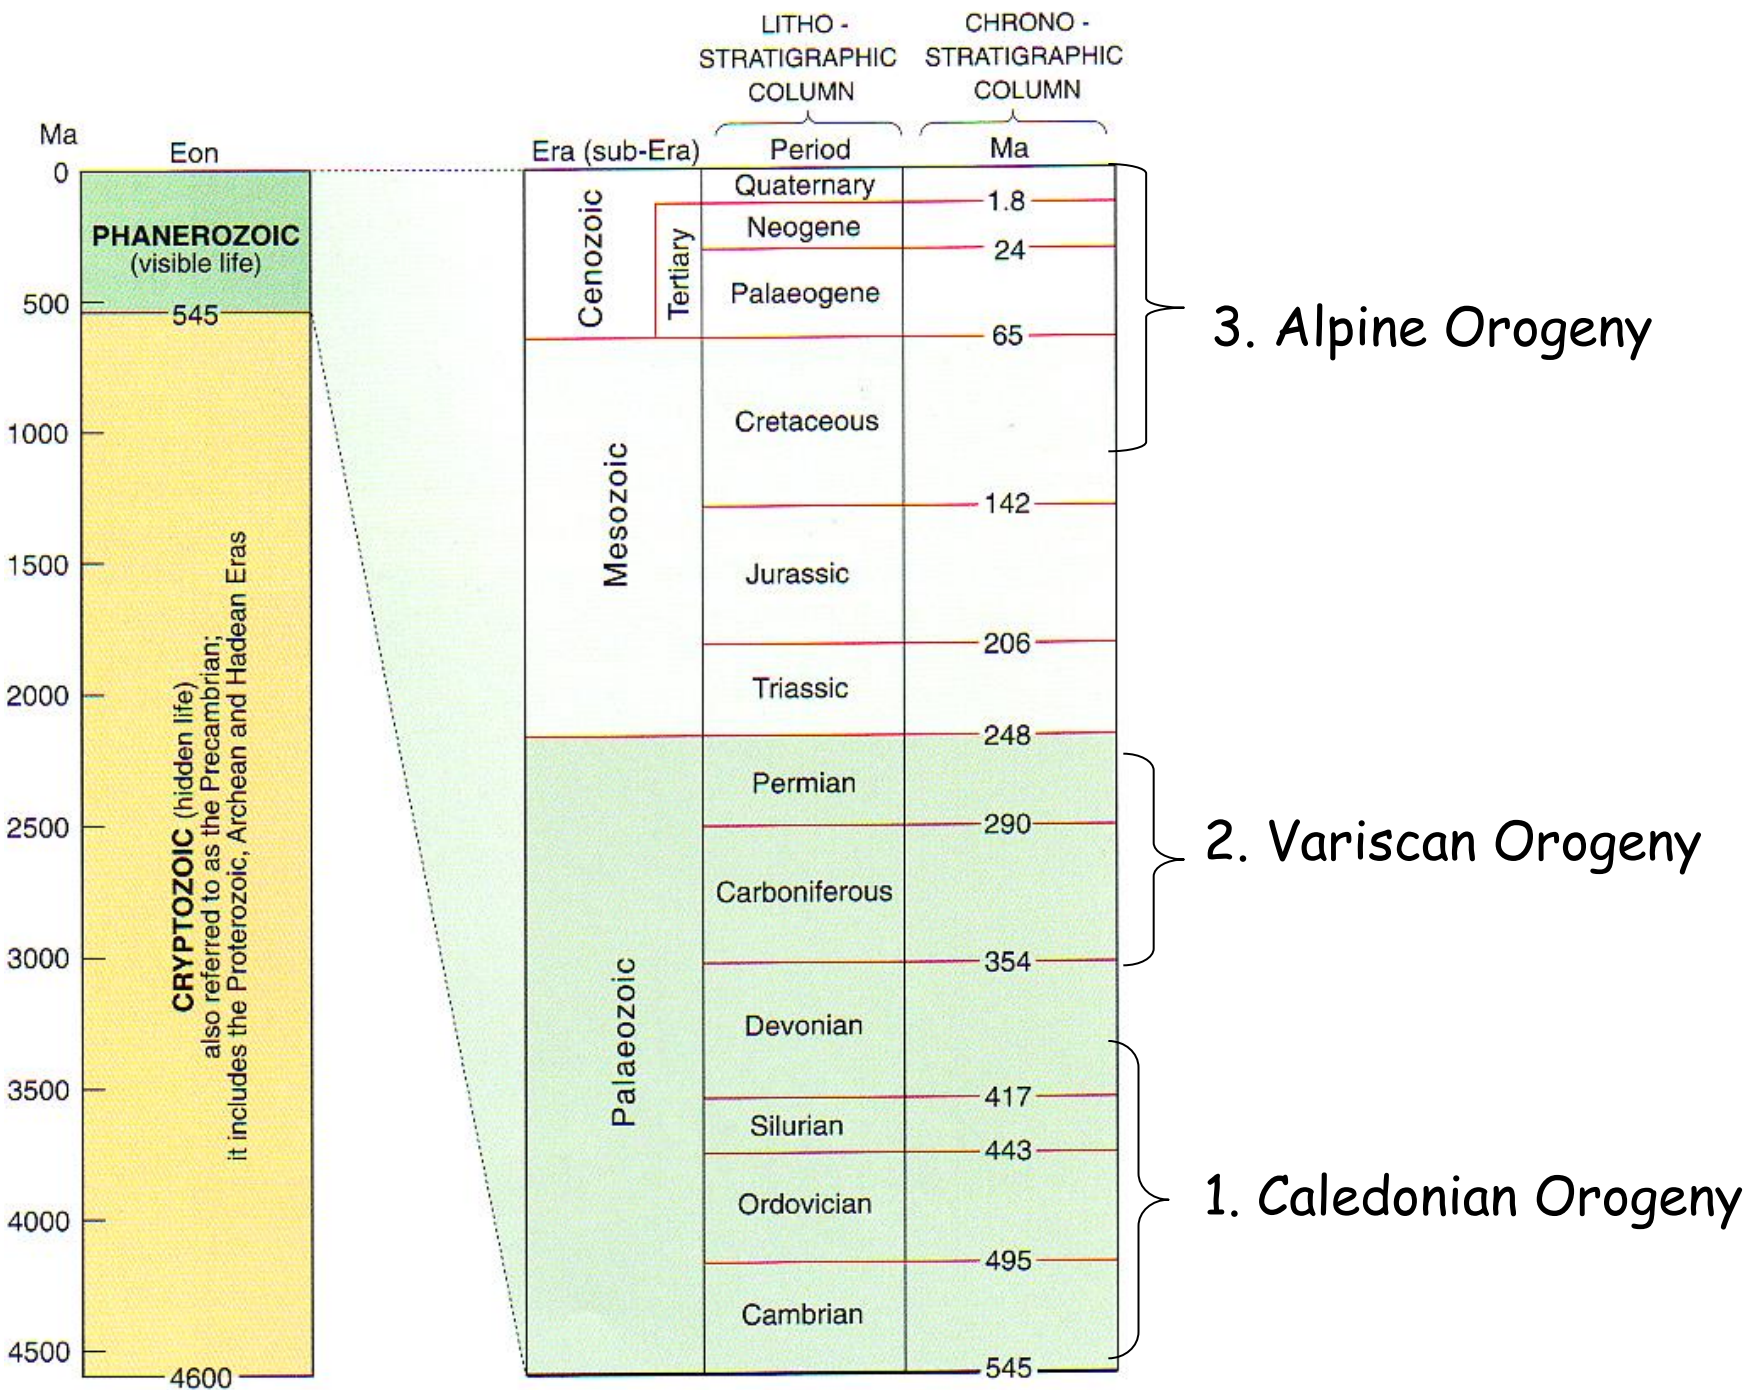 LITHO -
STRATIGRAPHIC
COLUMN
CHRONO -
STRATIGRAPHIC
COLUMN
Ma
Eon
Era (sub-Era)
Period
Ma
0
500
1000
1500
2000
2500
3000
3500
4000
4500
PHANEROZOIC
(visible life)
545
CRYPTOZOIC (hidden life)
also referred to as the Precambrian;
it includes the Proterozoic, Archean and Hadean Eras
4600
Cenozoic
Tertiary
Mesozoic
Palaeozoic
Quaternary
1.8
Neogene
24
Palaeogene
65
Cretaceous
142
Jurassic
206
Triassic
248
Permian
290
Carboniferous
354
Devonian
417
Silurian
443
Ordovician
495
Cambrian
545
3. Alpine Orogeny
2. Variscan Orogeny
1. Caledonian Orogeny